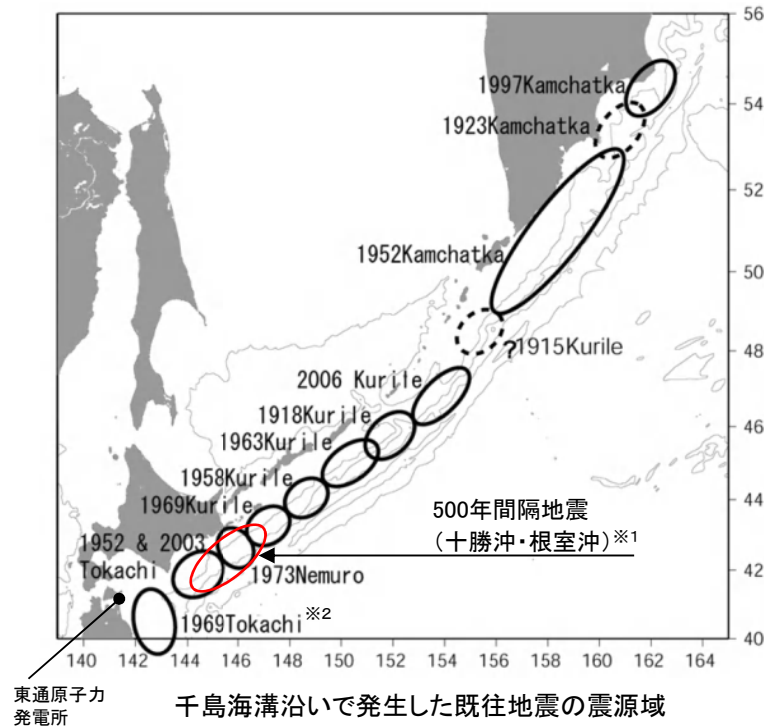 56
1997Kamchatka
54
1923Kamchatka
52
1952Kamchatka
50
?1915Kurile
48
2006 Kurile
1918Kurile
46
1963Kurile
1958Kurile
500年間隔地震
44
1969Kurile
(十勝沖・根室沖)※1
1952 & 2003
Tokachi
42
1973Nemuro
1969Tokachi※2
40
140 142 144 146 148 150 152 154 156 158 160 162 164
東通原子力
発電所
千島海溝沿いで発生した既往地震の震源域